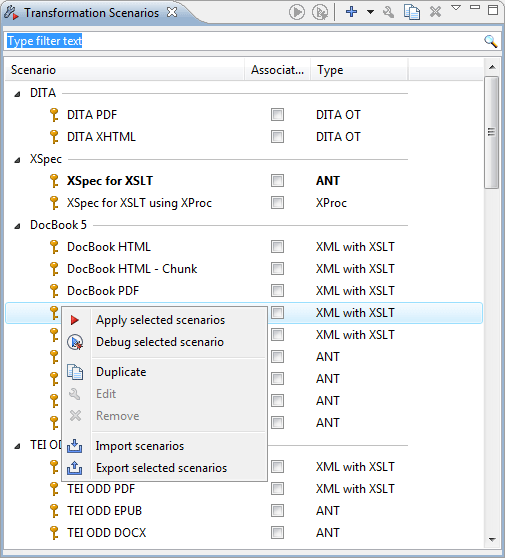 Transformation Scenarios
Type filter text
Scenario Associat... Type
DITA
DITA PDF DITA OT
DITA XHTML DITA OT
XSpec
XSpec for XSLT ANT
XSpec for XSLT using XProc XProc
DocBook 5
DocBook HTML XML with XSLT
DocBook HTML - Chunk XML with XSLT
DocBook PDF XML with XSLT
XML with XSLT
Apply selected scenarios
XML with XSLT
Debug selected scenario
ANT
Duplicate
ANT
Edit
ANT
Remove
ANT
TEI OD
Import scenarios
XML with XSLT
Export selected scenarios
TEI ODD PDF XML with XSLT
TEI ODD EPUB ANT
TEI ODD DOCX ANT